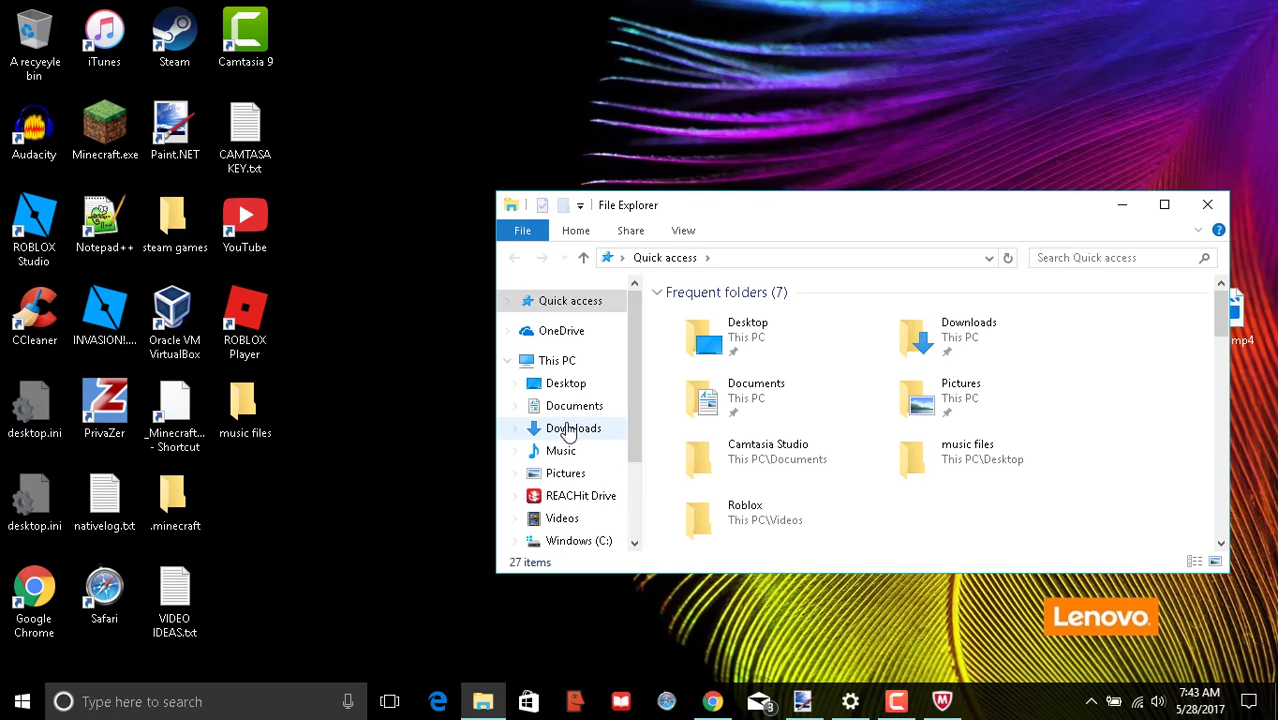 A recyeyle
bin
iTunes
Steam
Camtasia 9
Audacity
Minecraft.exe
Paint.NET
CAMTASA
KEY.txt
ROBLOX
Studio
Notepad++
steam games
YouTube
CCleaner
INVASION!....
Oracle VM
VirtualBox
ROBLOX
Player
desktop.ini
PrivaZer
_Minecraft...
- Shortcut
music files
desktop.ini
nativelog.txt
.minecraft
Google
Chrome
Safari
VIDEO
IDEAS.txt
File Explorer
File
Home
Share
View
Quick access
Search Quick access
Quick access
OneDrive
This PC
Desktop
Documents
Downloads
Music
Pictures
REACHit Drive
Videos
Windows (C:)
Frequent folders (7)
Desktop
This PC
Downloads
This PC
Documents
This PC
Pictures
This PC
Camtasia Studio
This PC\Documents
music files
This PC\Desktop
Roblox
This PC\Videos
27 items
.mp4
Lenovo.
Type here to search
3
7:43 AM
5/28/2017